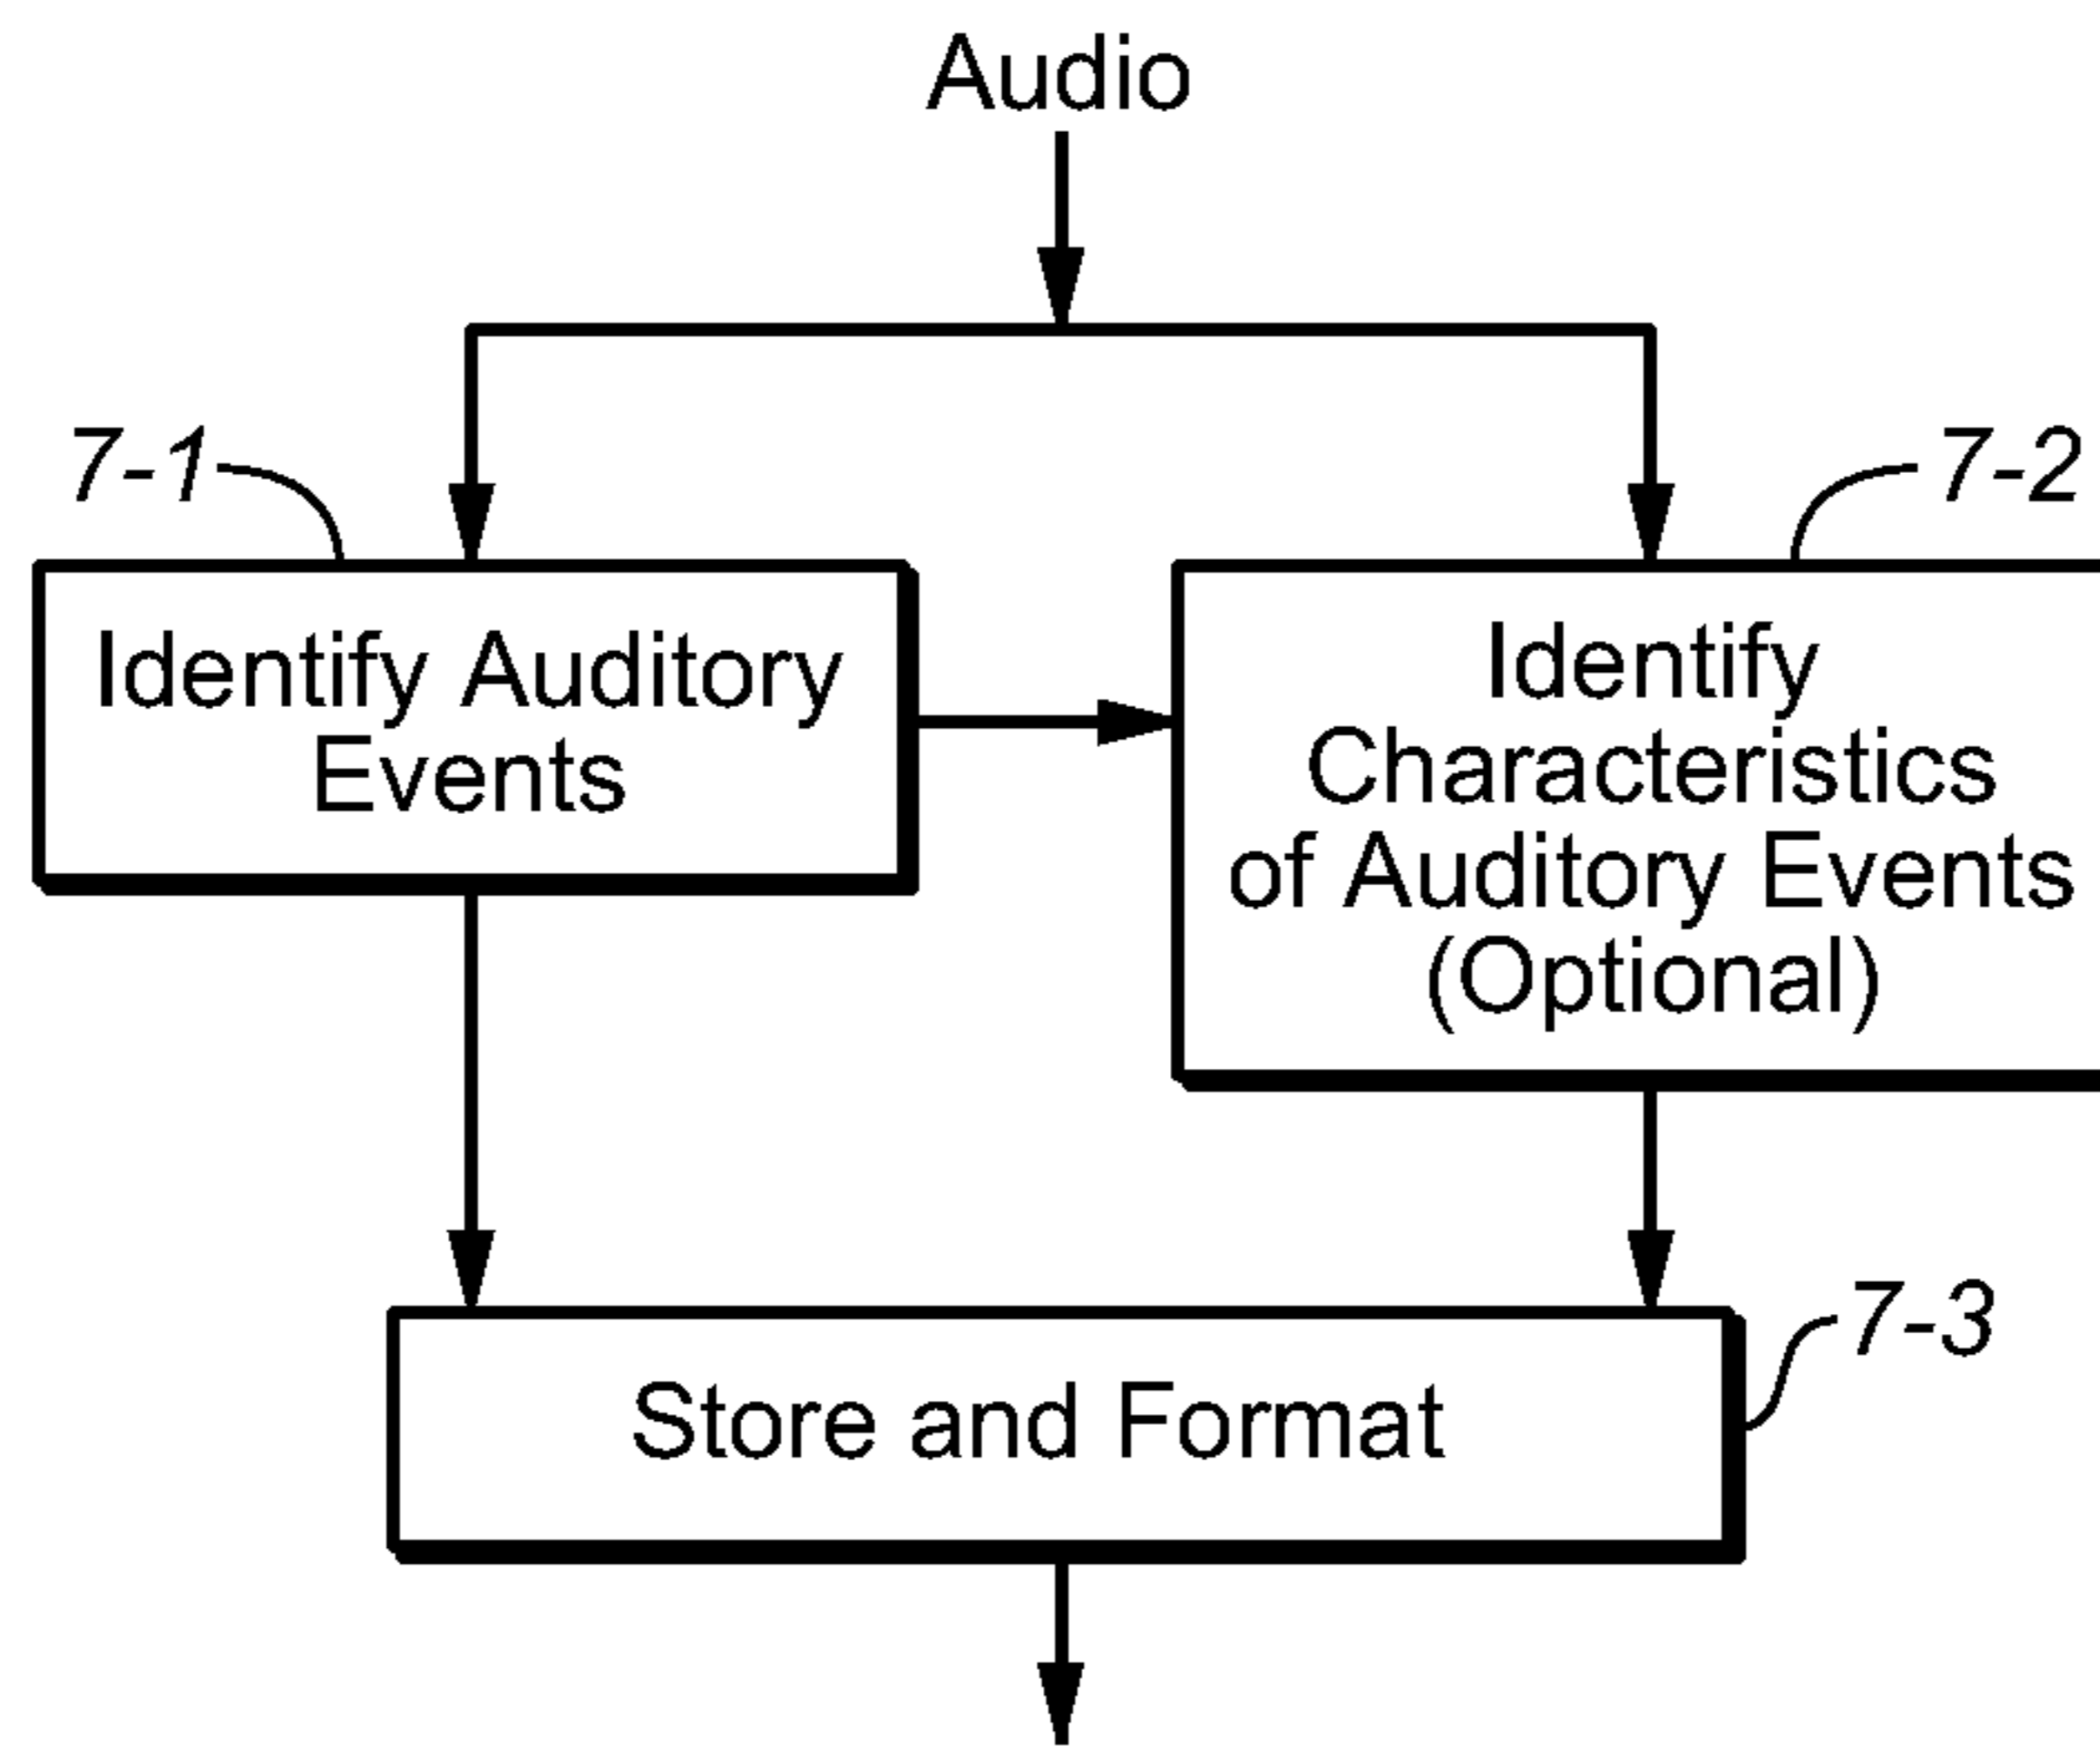 Audio
7-1
7-2
Identify Auditory
Events
Identify
Characteristics
of Auditory Events
(Optional)
7-3
Store and Format